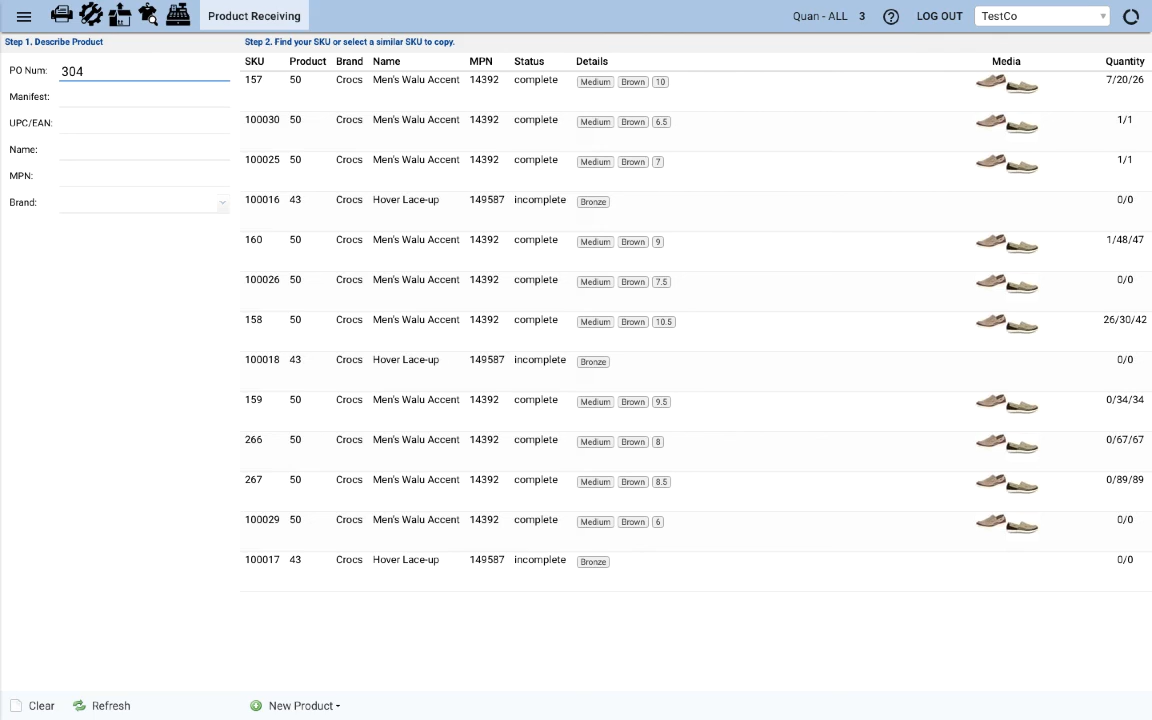 Product Receiving Quan - ALL 3 LOG OUT TestCo
Step 1. Describe Product
PO Num: 304
Manifest:
UPC/EAN:
Name:
MPN:
Brand:
Step 2. Find your SKU or select a similar SKU to copy.
SKU Product Brand Name MPN Status Details Media Quantity
157 50 Crocs Men's Walu Accent 14392 complete Medium Brown 10 7/20/26
100030 50 Crocs Men's Walu Accent 14392 complete Medium Brown 6.5 1/1
100025 50 Crocs Men's Walu Accent 14392 complete Medium Brown 7 1/1
100016 43 Crocs Hover Lace-up 149587 incomplete Bronze 0/0
160 50 Crocs Men's Walu Accent 14392 complete Medium Brown 9 1/48/47
100026 50 Crocs Men's Walu Accent 14392 complete Medium Brown 7.5 0/0
158 50 Crocs Men's Walu Accent 14392 complete Medium Brown 10.5 26/30/42
100018 43 Crocs Hover Lace-up 149587 incomplete Bronze 0/0
159 50 Crocs Men's Walu Accent 14392 complete Medium Brown 9.5 0/34/34
266 50 Crocs Men's Walu Accent 14392 complete Medium Brown 8 0/67/67
267 50 Crocs Men's Walu Accent 14392 complete Medium Brown 8.5 0/89/89
100029 50 Crocs Men's Walu Accent 14392 complete Medium Brown 6 0/0
100017 43 Crocs Hover Lace-up 149587 incomplete Bronze 0/0
Clear Refresh New Product